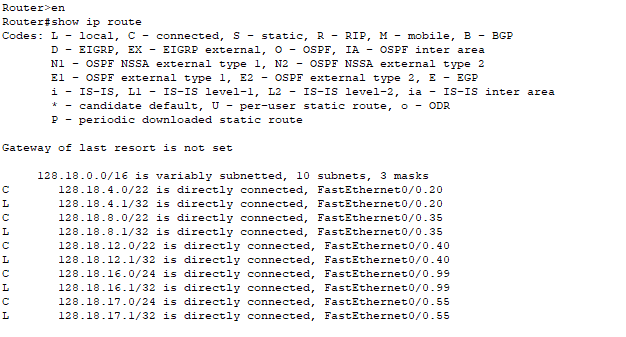 Router>en
Router#show ip route
Codes: L - local, C - connected, S - static, R - RIP, M - mobile, B - BGP
       D - EIGRP, EX - EIGRP external, O - OSPF, IA - OSPF inter area
       N1 - OSPF NSSA external type 1, N2 - OSPF NSSA external type 2
       E1 - OSPF external type 1, E2 - OSPF external type 2, E - EGP
       i - IS-IS, L1 - IS-IS level-1, L2 - IS-IS level-2, ia - IS-IS inter area
       * - candidate default, U - per-user static route, o - ODR
       P - periodic downloaded static route

Gateway of last resort is not set

     128.18.0.0/16 is variably subnetted, 10 subnets, 3 masks
C       128.18.4.0/22 is directly connected, FastEthernet0/0.20
L       128.18.4.1/32 is directly connected, FastEthernet0/0.20
C       128.18.8.0/22 is directly connected, FastEthernet0/0.35
L       128.18.8.1/32 is directly connected, FastEthernet0/0.35
C       128.18.12.0/22 is directly connected, FastEthernet0/0.40
L       128.18.12.1/32 is directly connected, FastEthernet0/0.40
C       128.18.16.0/24 is directly connected, FastEthernet0/0.99
L       128.18.16.1/32 is directly connected, FastEthernet0/0.99
C       128.18.17.0/24 is directly connected, FastEthernet0/0.55
L       128.18.17.1/32 is directly connected, FastEthernet0/0.55